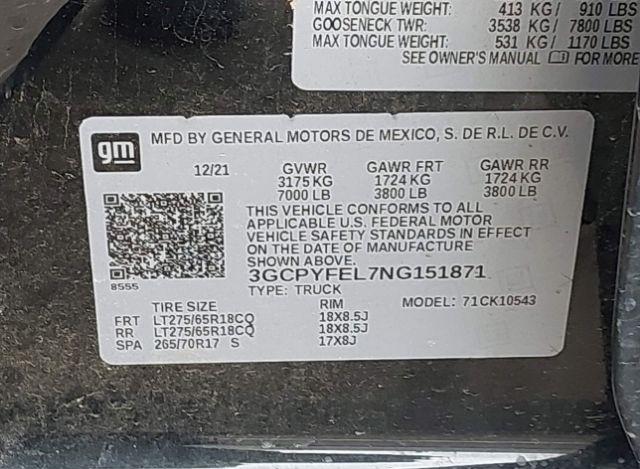 MAX TONGUE WEIGHT: 413 KG/ 910 LBS
GOOSENECK TWR: 3538 KG/ 7800 LBS
MAX TONGUE WEIGHT: 531 KG/ 1170 LBS
SEE OWNER'S MANUAL FOR MORE
gm MFD BY GENERAL MOTORS DE MEXICO, S. DE R.L. DE C.V.
12/21 GVWR GAWR FRT GAWR RR
3175 KG 1724 KG 1724 KG
7000 LB 3800 LB 3800 LB
THIS VEHICLE CONFORMS TO ALL
APPLICABLE U.S. FEDERAL MOTOR
VEHICLE SAFETY STANDARDS IN EFFECT
ON THE DATE OF MANUFACTURE
SHOWN ABOVE.
3GCPYFEL7NG151871
8555 TYPE: TRUCK MODEL: 71CK10543
TIRE SIZE RIM
FRT LT275/65R18CQ 18X8.5J
RR LT275/65R18CQ 18X8.5J
SPA 265/70R17 S 17X8J